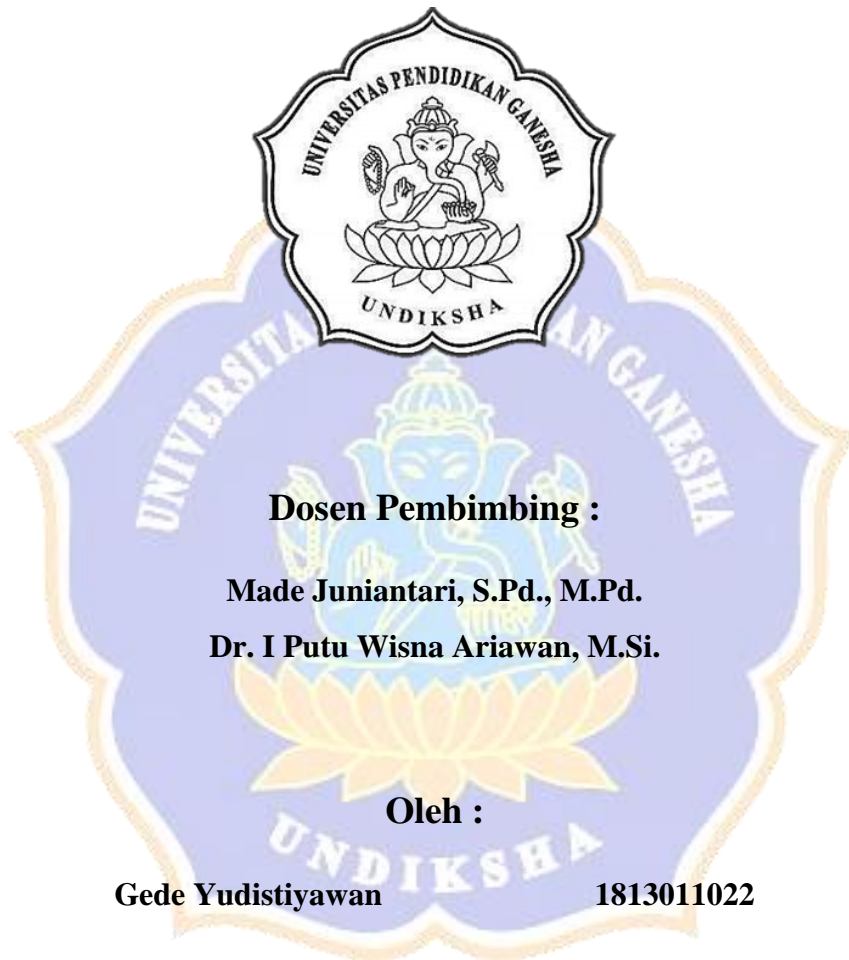 UNIVERSITAS PENDIDIKAN GANESHA
UNDIKSHA
Dosen Pembimbing :
Made Juniantari, S.Pd., M.Pd.
Dr. I Putu Wisna Ariawan, M.Si.
Oleh :
UNDIKSHA
Gede Yudistiyawan 1813011022